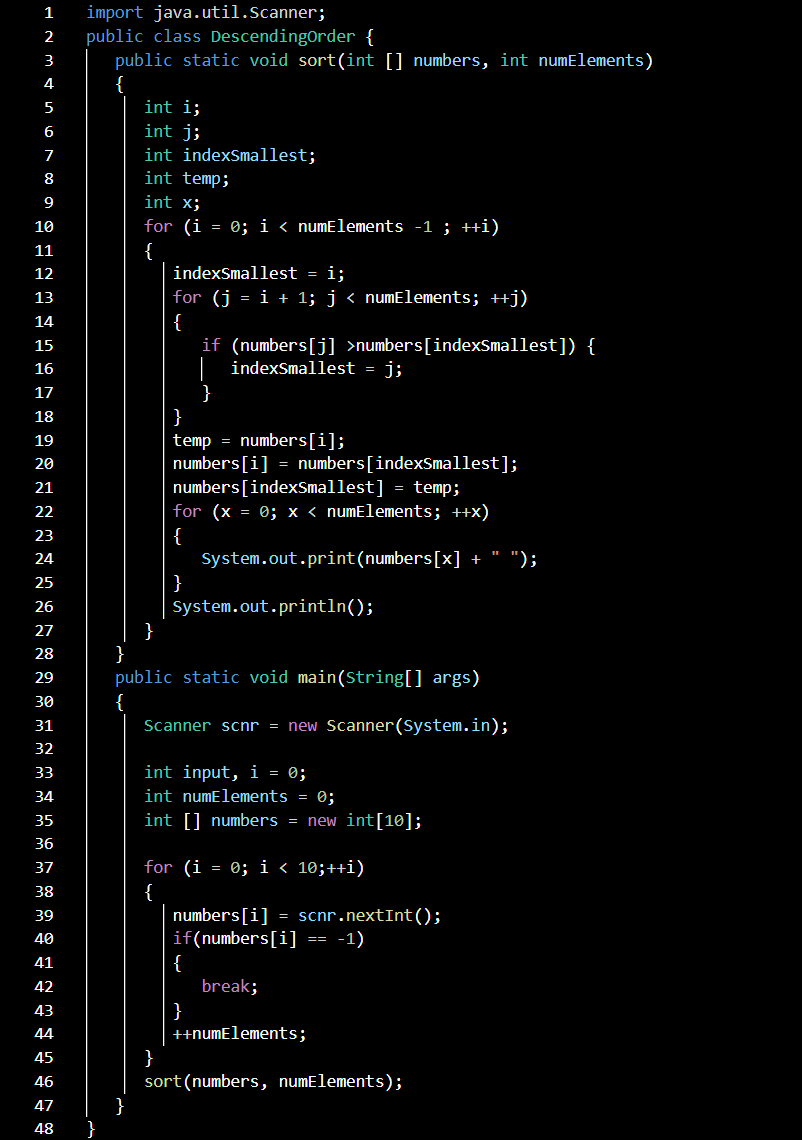 1 import java.util.Scanner;
2 public class DescendingOrder {
3 public static void sort(int [] numbers, int numElements)
4 {
5 int i;
6 int j;
7 int indexSmallest;
8 int temp;
9 int x;
10 for (i = 0; i < numElements -1 ; ++i)
11 {
12 indexSmallest = i;
13 for (j = i + 1; j < numElements; ++j)
14 {
15 if (numbers[j] >numbers[indexSmallest]) {
16 indexSmallest = j;
17 }
18 }
19 temp = numbers[i];
20 numbers[i] = numbers[indexSmallest];
21 numbers[indexSmallest] = temp;
22 for (x = 0; x < numElements; ++x)
23 {
24 System.out.print(numbers[x] + " ");
25 }
26 System.out.println();
27 }
28 }
29 public static void main(String[] args)
30 {
31 Scanner scnr = new Scanner(System.in);
32
33 int input, i = 0;
34 int numElements = 0;
35 int [] numbers = new int[10];
36
37 for (i = 0; i < 10;++i)
38 {
39 numbers[i] = scnr.nextInt();
40 if(numbers[i] == -1)
41 {
42 break;
43 }
44 ++numElements;
45 }
46 sort(numbers, numElements);
47 }
48 }